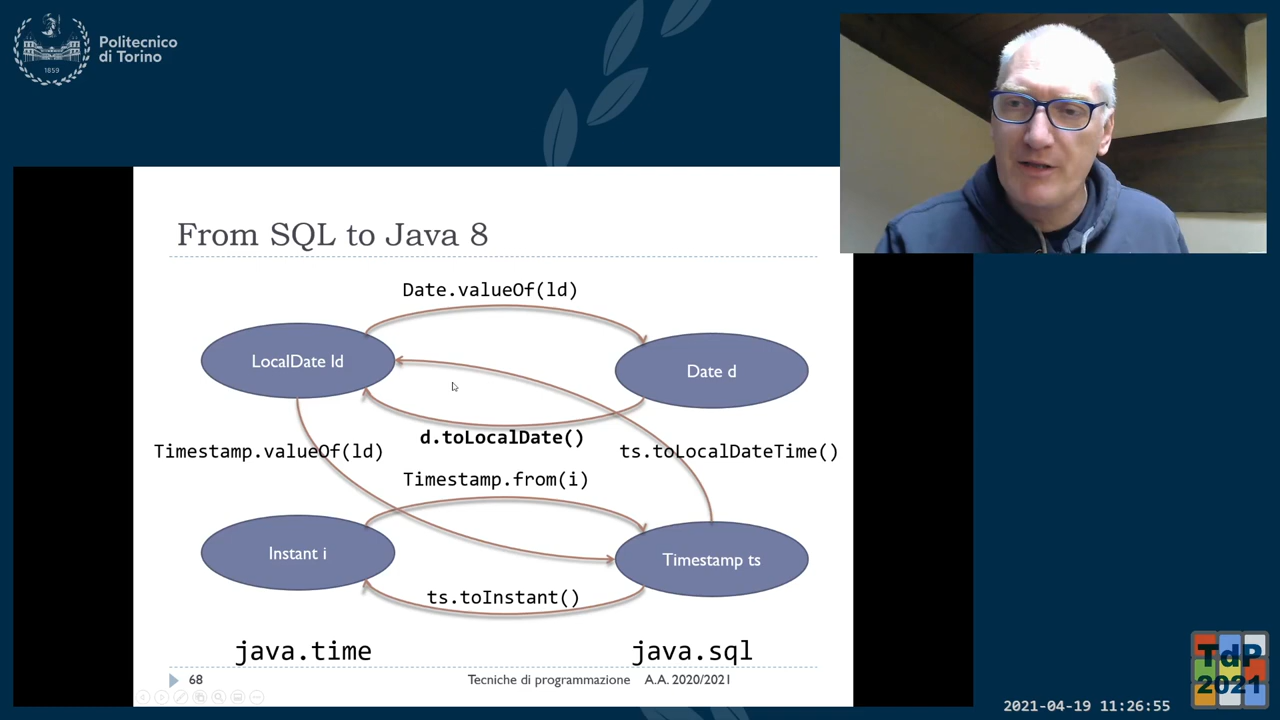 Politecnico
di Torino
1859
From SQL to Java 8
Date.valueOf(ld)
LocalDate ld
Date d
d.toLocalDate()
Timestamp.valueOf(ld)
ts.toLocalDateTime()
Timestamp.from(i)
Instant i
Timestamp ts
ts.toInstant()
java.time
java.sql
68
Tecniche di programmazione
A.A. 2020/2021
TdP
2021
2021-04-19 11:26:55